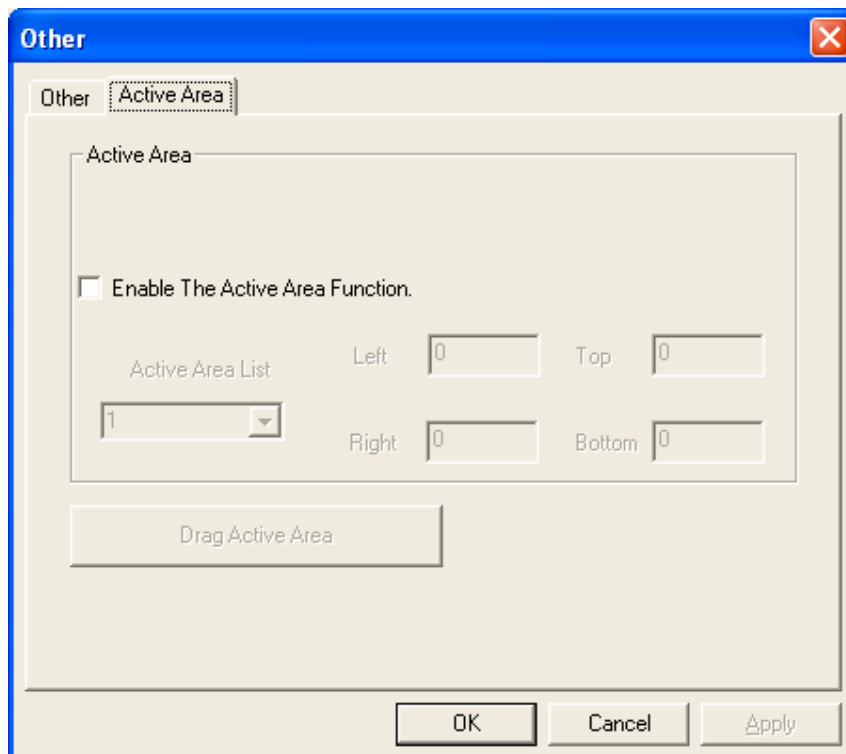 Other
Other Active Area
Active Area
Enable The Active Area Function.
Active Area List
Left 0 Top 0
1
Right 0 Bottom 0
Drag Active Area
OK Cancel Apply